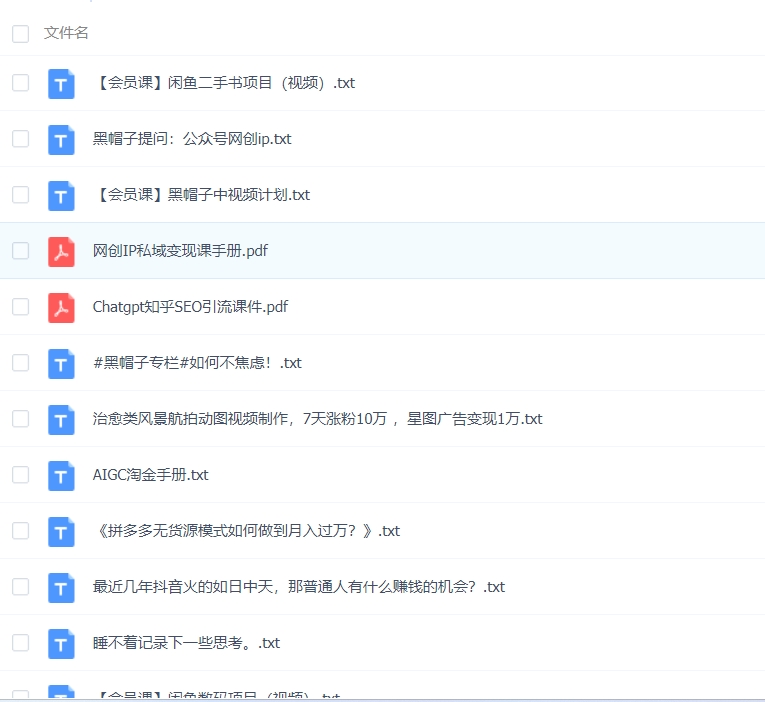 文件名
【会员课】闲鱼二手书项目（视频）.txt
黑帽子提问：公众号网创ip.txt
【会员课】黑帽子中视频计划.txt
网创IP私域变现课手册.pdf
Chatgpt知乎SEO引流课件.pdf
#黑帽子专栏#如何不焦虑！.txt
治愈类风景航拍动图视频制作，7天涨粉10万 ，星图广告变现1万.txt
AIGC淘金手册.txt
《拼多多无货源模式如何做到月入过万？》.txt
最近几年抖音火的如日中天，那普通人有什么赚钱的机会？.txt
睡不着记录下一些思考。.txt
【会员课】闲鱼数码项目（视频）.txt